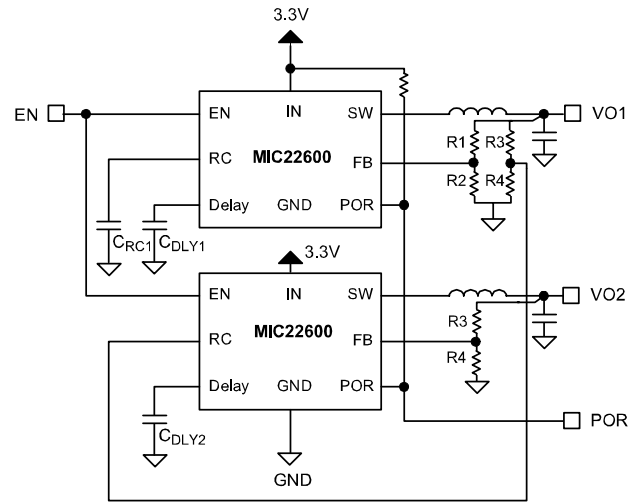 3.3V
EN
EN
IN
SW
VO1
R1
R3
RC
MIC22600
FB
R2
R4
Delay
GND
POR
CRC1
CDLY1
3.3V
EN
IN
SW
VO2
MIC22600
R3
RC
FB
R4
Delay
GND
POR
CDLY2
POR
GND